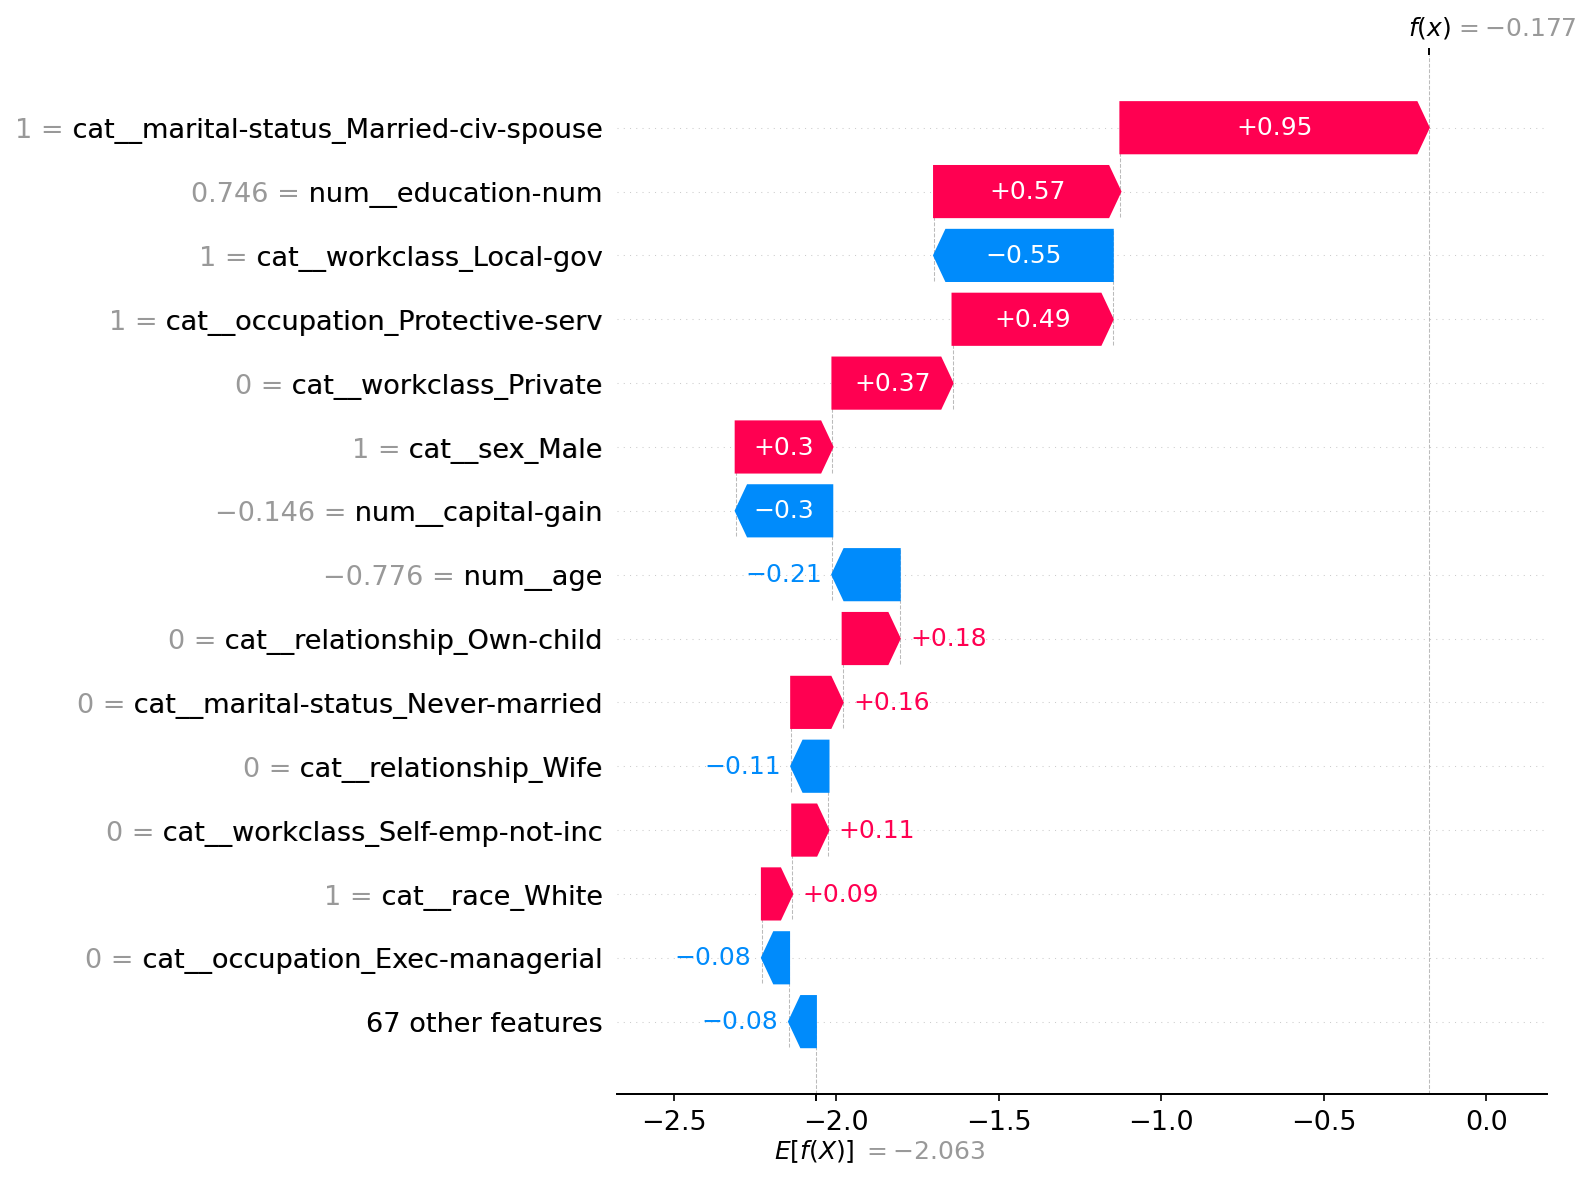 f(x) = −0.177
1 = cat__marital-status_Married-civ-spouse +0.95
0.746 = num__education-num +0.57
1 = cat__workclass_Local-gov −0.55
1 = cat__occupation_Protective-serv +0.49
0 = cat__workclass_Private +0.37
1 = cat__sex_Male +0.3
−0.146 = num__capital-gain −0.3
−0.776 = num__age −0.21
0 = cat__relationship_Own-child +0.18
0 = cat__marital-status_Never-married +0.16
0 = cat__relationship_Wife −0.11
0 = cat__workclass_Self-emp-not-inc +0.11
1 = cat__race_White +0.09
0 = cat__occupation_Exec-managerial −0.08
67 other features −0.08
−2.5 −2.0 −1.5 −1.0 −0.5 0.0
E[f(X)] = −2.063